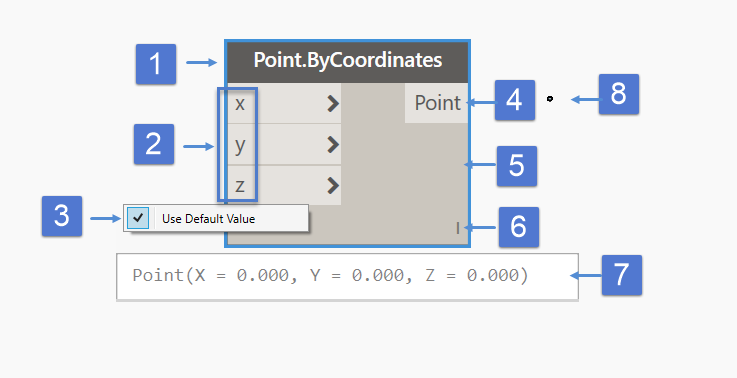 1
Point.ByCoordinates
x
Point
4
8
2
y
5
z
3
Use Default Value
6
I
Point(X = 0.000, Y = 0.000, Z = 0.000)
7